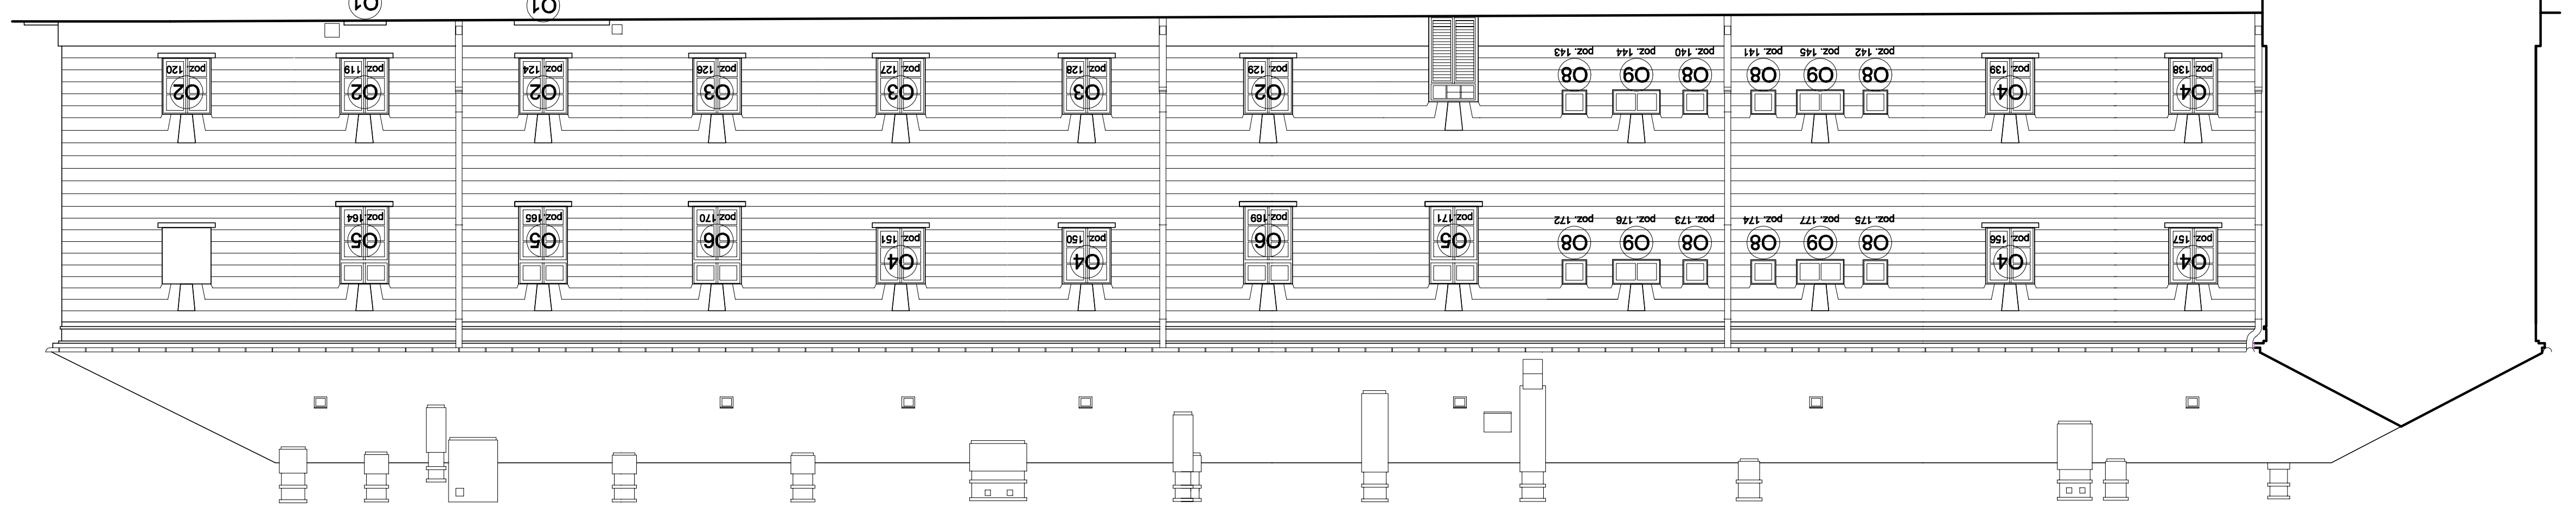 O4
poz. 157
O4
poz. 156
O8
poz. 175
O9
poz. 177
O8
poz. 174
O8
poz. 173
O9
poz. 176
O8
poz. 172
O5
poz. 171
O6
poz. 169
O4
poz. 150
O4
poz. 151
O6
poz. 170
O5
poz. 165
O5
poz. 164
O4
poz. 138
O4
poz. 139
O8
poz. 142
O9
poz. 145
O8
poz. 141
O8
poz. 140
O9
poz. 144
O8
poz. 143
O2
poz. 129
O3
poz. 128
O3
poz. 127
O3
poz. 126
O2
poz. 124
O2
poz. 119
O2
poz. 120
O1
O1